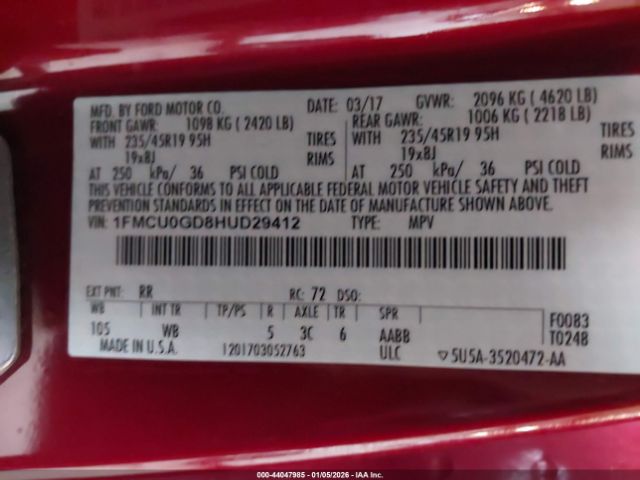 MFD. BY FORD MOTOR CO. DATE: 03/17 GVWR: 2096 KG ( 4620 LB)
FRONT GAWR: 1098 KG ( 2420 LB) REAR GAWR: 1006 KG ( 2218 LB)
WITH 235/45R19 95H TIRES WITH 235/45R19 95H TIRES
19x8J RIMS 19x8J RIMS
AT 250 kPa/ 36 PSI COLD AT 250 kPa/ 36 PSI COLD
THIS VEHICLE CONFORMS TO ALL APPLICABLE FEDERAL MOTOR VEHICLE SAFETY AND THEFT
PREVENTION STANDARDS IN EFFECT ON THE DATE OF MANUFACTURE SHOWN ABOVE.
VIN: 1FMCU0GD8HUD29412 TYPE: MPV
EXT PNT: RR RC: 72 DSO:
WB INT TR TP/PS R AXLE TR SPR F0083
105 WB 5 3C 6 AABB T0248
MADE IN U.S.A. 1201703052763 ULC ▽5U5A-3520472-AA
000-44047985 - 01/05/2026 - IAA Inc.